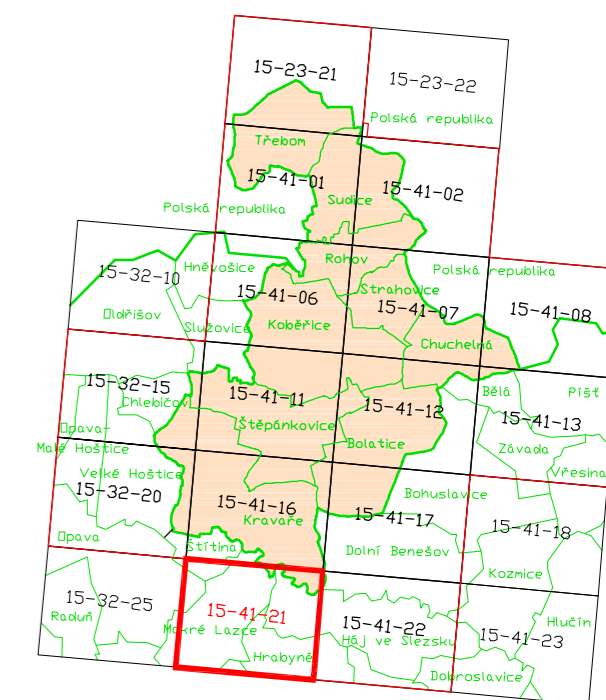 15-23-21
15-23-22
Polská republika
Třebom
15-41-01
15-41-02
Sudice
Polská republika
Rohov
Hněvošice
Polská republika
15-32-10
Strahovice
15-41-06
15-41-07
15-41-08
Oldřišov
Služovice
Kobeřice
Chuchelná
15-32-15
Bělá
Píšť
15-41-11
Chlebičov
15-41-12
15-41-13
Opava-
Malé Hoštice
Štěpánkovice
Bolatice
Závada
Velké Hoštice
Vřesina
15-32-20
Bohuslavice
15-41-16
Kravaře
15-41-17
15-41-18
Opava
Štítina
Dolní Benešov
Kozmice
15-32-25
Raduň
15-41-21
Mokré Lazce
15-41-22
Háj ve Slezsku
15-41-23
Hlučín
Hrabyně
Dobroslavice